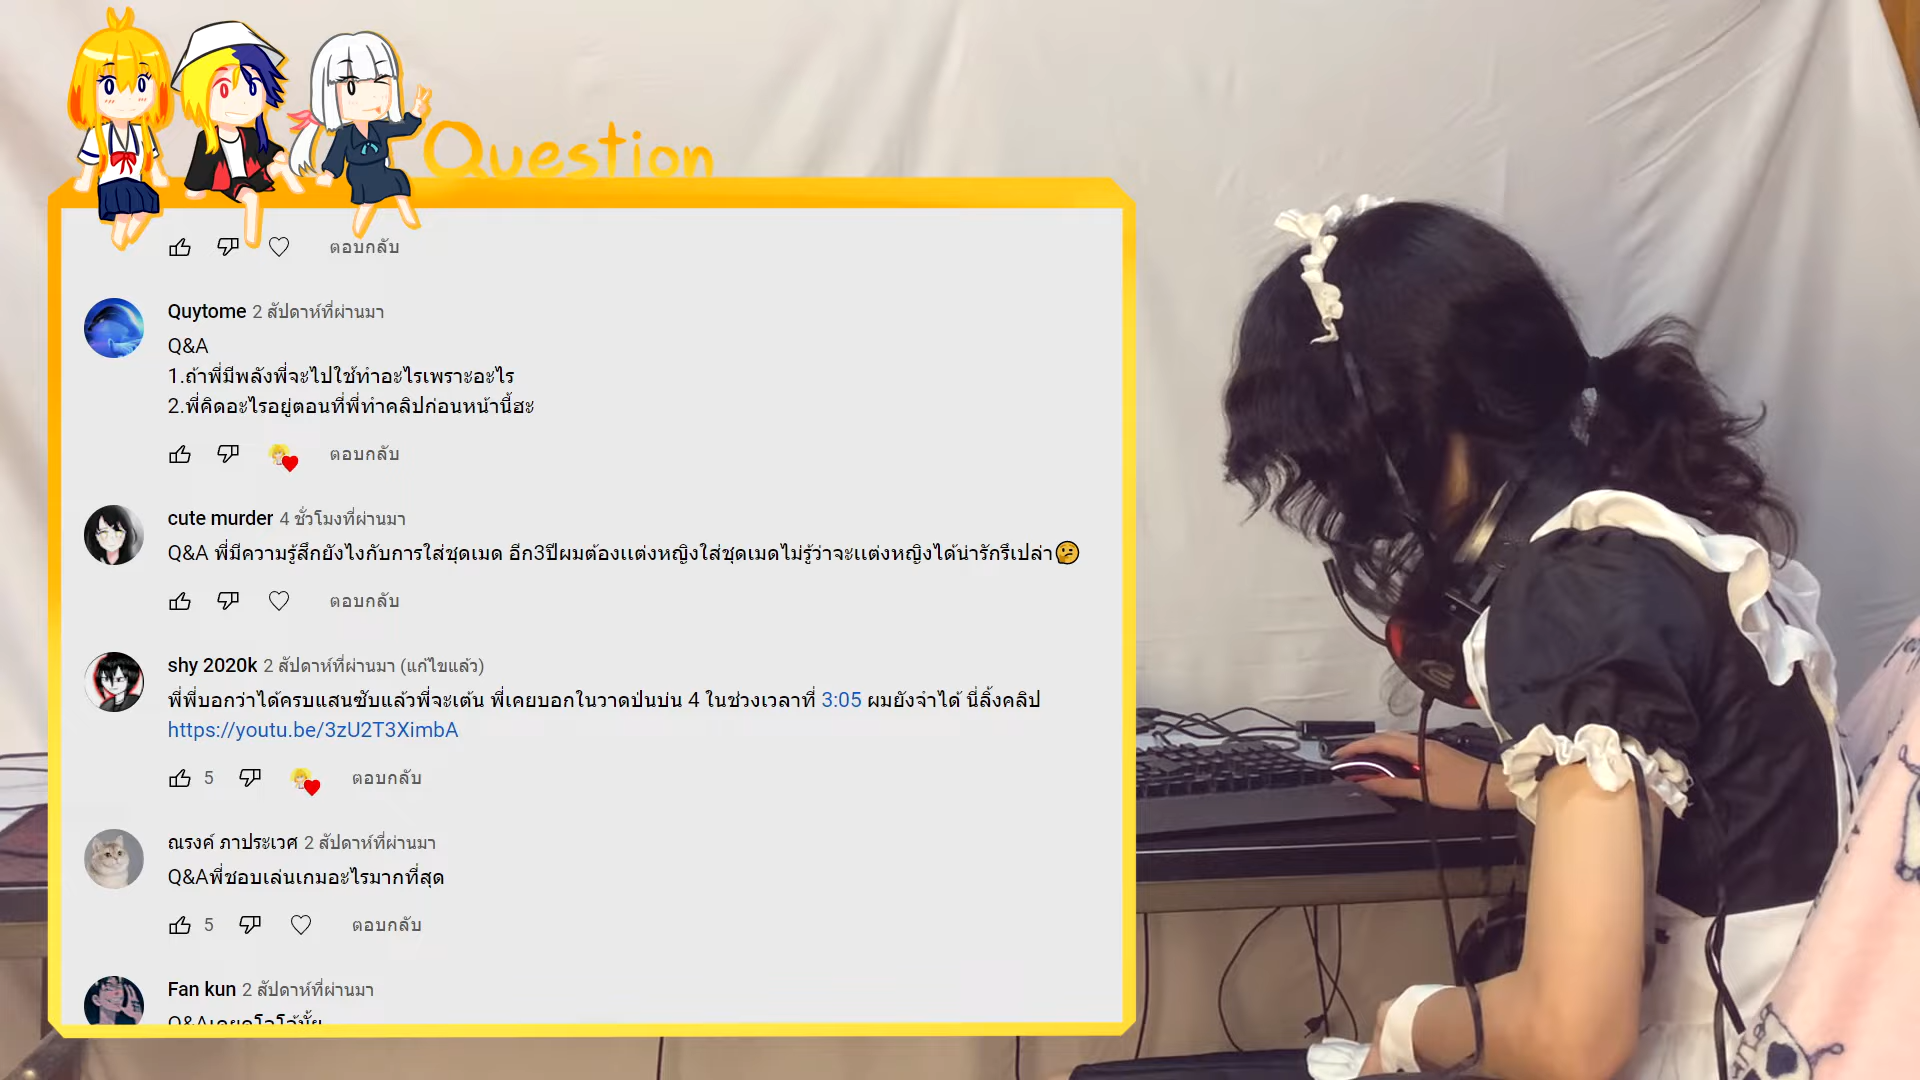 Question
ตอบกลับ
Quytome 2 สัปดาห์ที่ผ่านมา
Q&A
1.ถ้าพี่มีพลังพี่จะไปใช้ทำอะไรเพราะอะไร
2.พี่คิดอะไรอยู่ตอนที่พี่ทำคลิปก่อนหน้านี้ฮะ
ตอบกลับ
cute murder 4 ชั่วโมงที่ผ่านมา
Q&A พี่มีความรู้สึกยังไงกับการใส่ชุดเมด อีก3ปีผมต้องแต่งหญิงใส่ชุดเมดไม่รู้ว่าจะแต่งหญิงได้น่ารักรึเปล่า🤔
ตอบกลับ
shy 2020k 2 สัปดาห์ที่ผ่านมา (แก้ไขแล้ว)
พี่พี่บอกว่าได้ครบแสนซับแล้วพี่จะเต้น พี่เคยบอกในวาดป่นบ่น 4 ในช่วงเวลาที่ 3:05 ผมยังจำได้ นี่ลิ้งคลิป
https://youtu.be/3zU2T3XimbA
5 ตอบกลับ
ณรงค์ ภาประเวศ 2 สัปดาห์ที่ผ่านมา
Q&Aพี่ชอบเล่นเกมอะไรมากที่สุด
5 ตอบกลับ
Fan kun 2 สัปดาห์ที่ผ่านมา